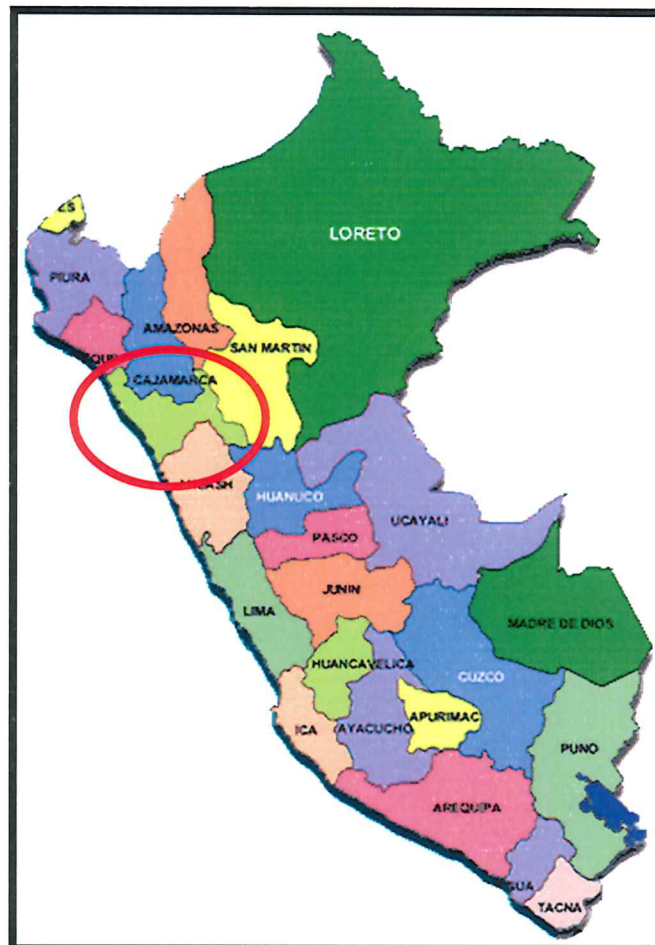 LORETO
PIURA
AMAZONAS
SAN MARTIN
CAJAMARCA
HUANUCO
UCAYALI
PASCO
JUNIN
LIMA
MADRE DE DIOS
HUANCAVELICA
CUZCO
APURIMAC
ICA
AYACUCHO
PUNO
AREQUIPA
TACNA